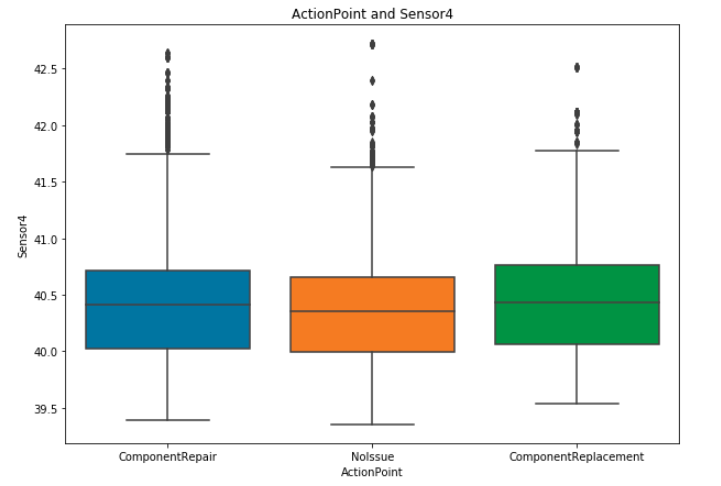 ActionPoint and Sensor4
Sensor4
42.5
42.0
41.5
41.0
40.5
40.0
39.5
ComponentRepair
NoIssue
ComponentReplacement
ActionPoint